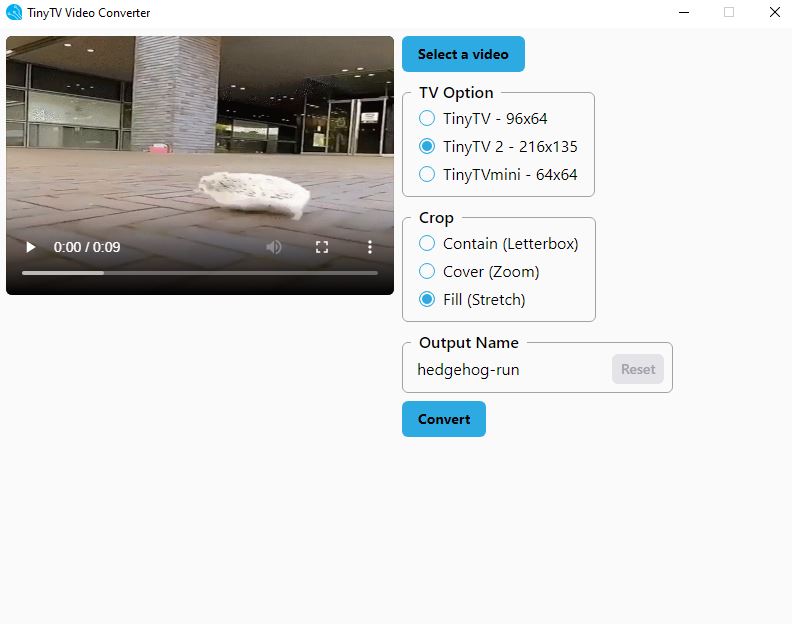 TinyTV Video Converter
0:00 / 0:09
Select a video
TV Option
TinyTV - 96x64
TinyTV 2 - 216x135
TinyTVmini - 64x64
Crop
Contain (Letterbox)
Cover (Zoom)
Fill (Stretch)
Output Name
hedgehog-run
Reset
Convert